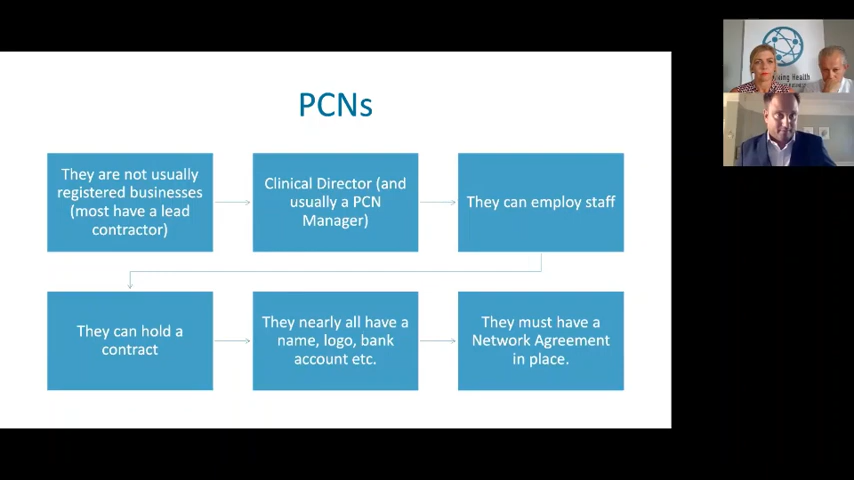 PCNs
They are not usually
registered businesses
(most have a lead
contractor)
Clinical Director (and
usually a PCN
Manager)
They can employ staff
They can hold a
contract
They nearly all have a
name, logo, bank
account etc.
They must have a
Network Agreement
in place.
Health